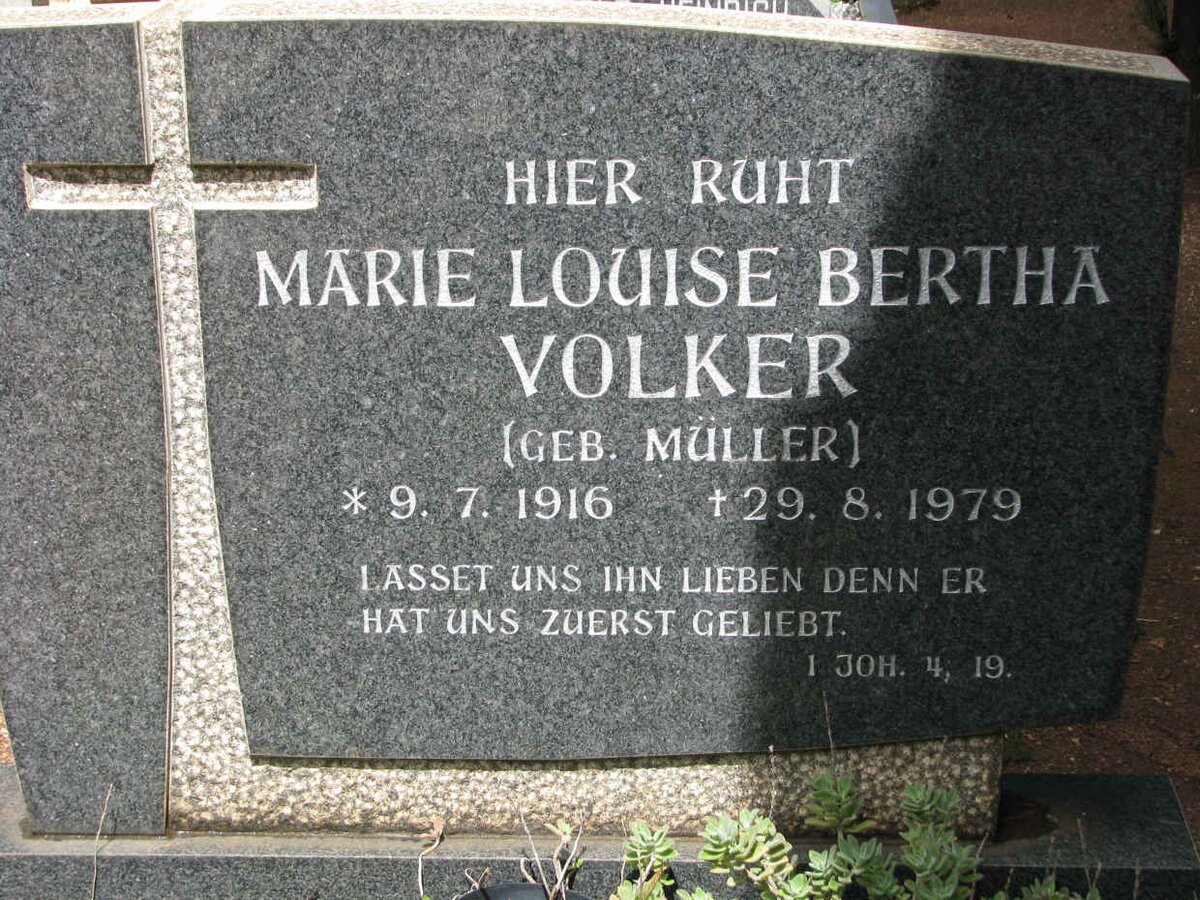 HEINRICH
HIER RUHT
MARIE LOUISE BERTHA
VOLKER
(GEB. MÜLLER)
* 9. 7. 1916 † 29. 8. 1979
LASSET UNS IHN LIEBEN DENN ER
HAT UNS ZUERST GELIEBT.
1 JOH. 4, 19.